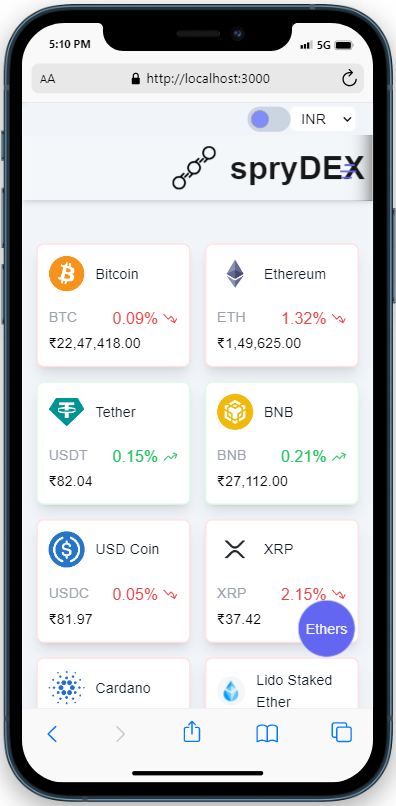 5:10 PM
5G
AA
http://localhost:3000
INR
spryDEX
Bitcoin
BTC 0.09%
₹22,47,418.00
Ethereum
ETH 1.32%
₹1,49,625.00
Tether
USDT 0.15%
₹82.04
BNB
BNB 0.21%
₹27,112.00
USD Coin
USDC 0.05%
₹81.97
XRP
XRP 2.15%
₹37.42
Ethers
Cardano
Lido Staked
Ether